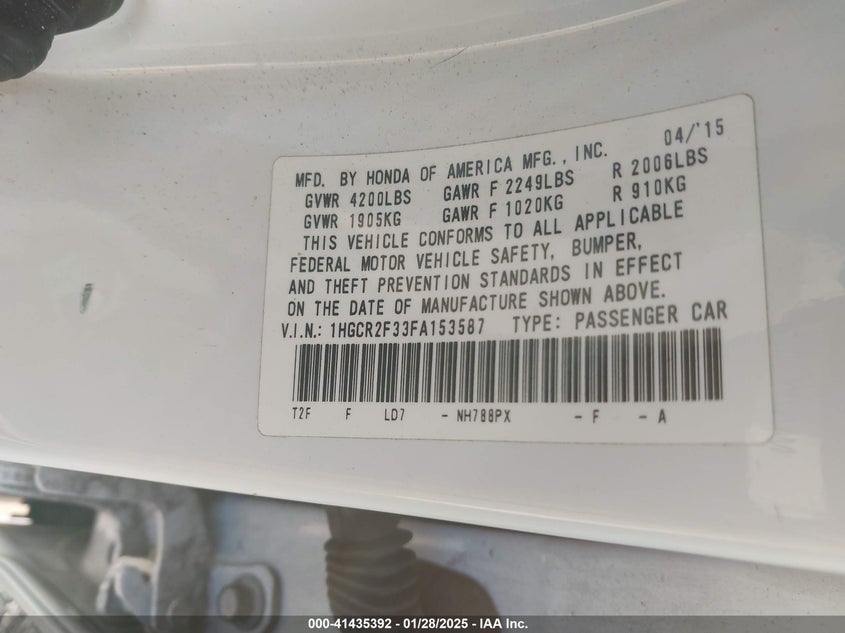 04/'15
MFD. BY HONDA OF AMERICA MFG., INC.
GVWR 4200LBS GAWR F 2249LBS R 2006LBS
GVWR 1905KG GAWR F 1020KG R 910KG
THIS VEHICLE CONFORMS TO ALL APPLICABLE
FEDERAL MOTOR VEHICLE SAFETY, BUMPER,
AND THEFT PREVENTION STANDARDS IN EFFECT
ON THE DATE OF MANUFACTURE SHOWN ABOVE.
V.I.N.: 1HGCR2F33FA153587 TYPE: PASSENGER CAR
T2F F LD7 - NH788PX - F - A
000-41435392 - 01/28/2025 - IAA Inc.